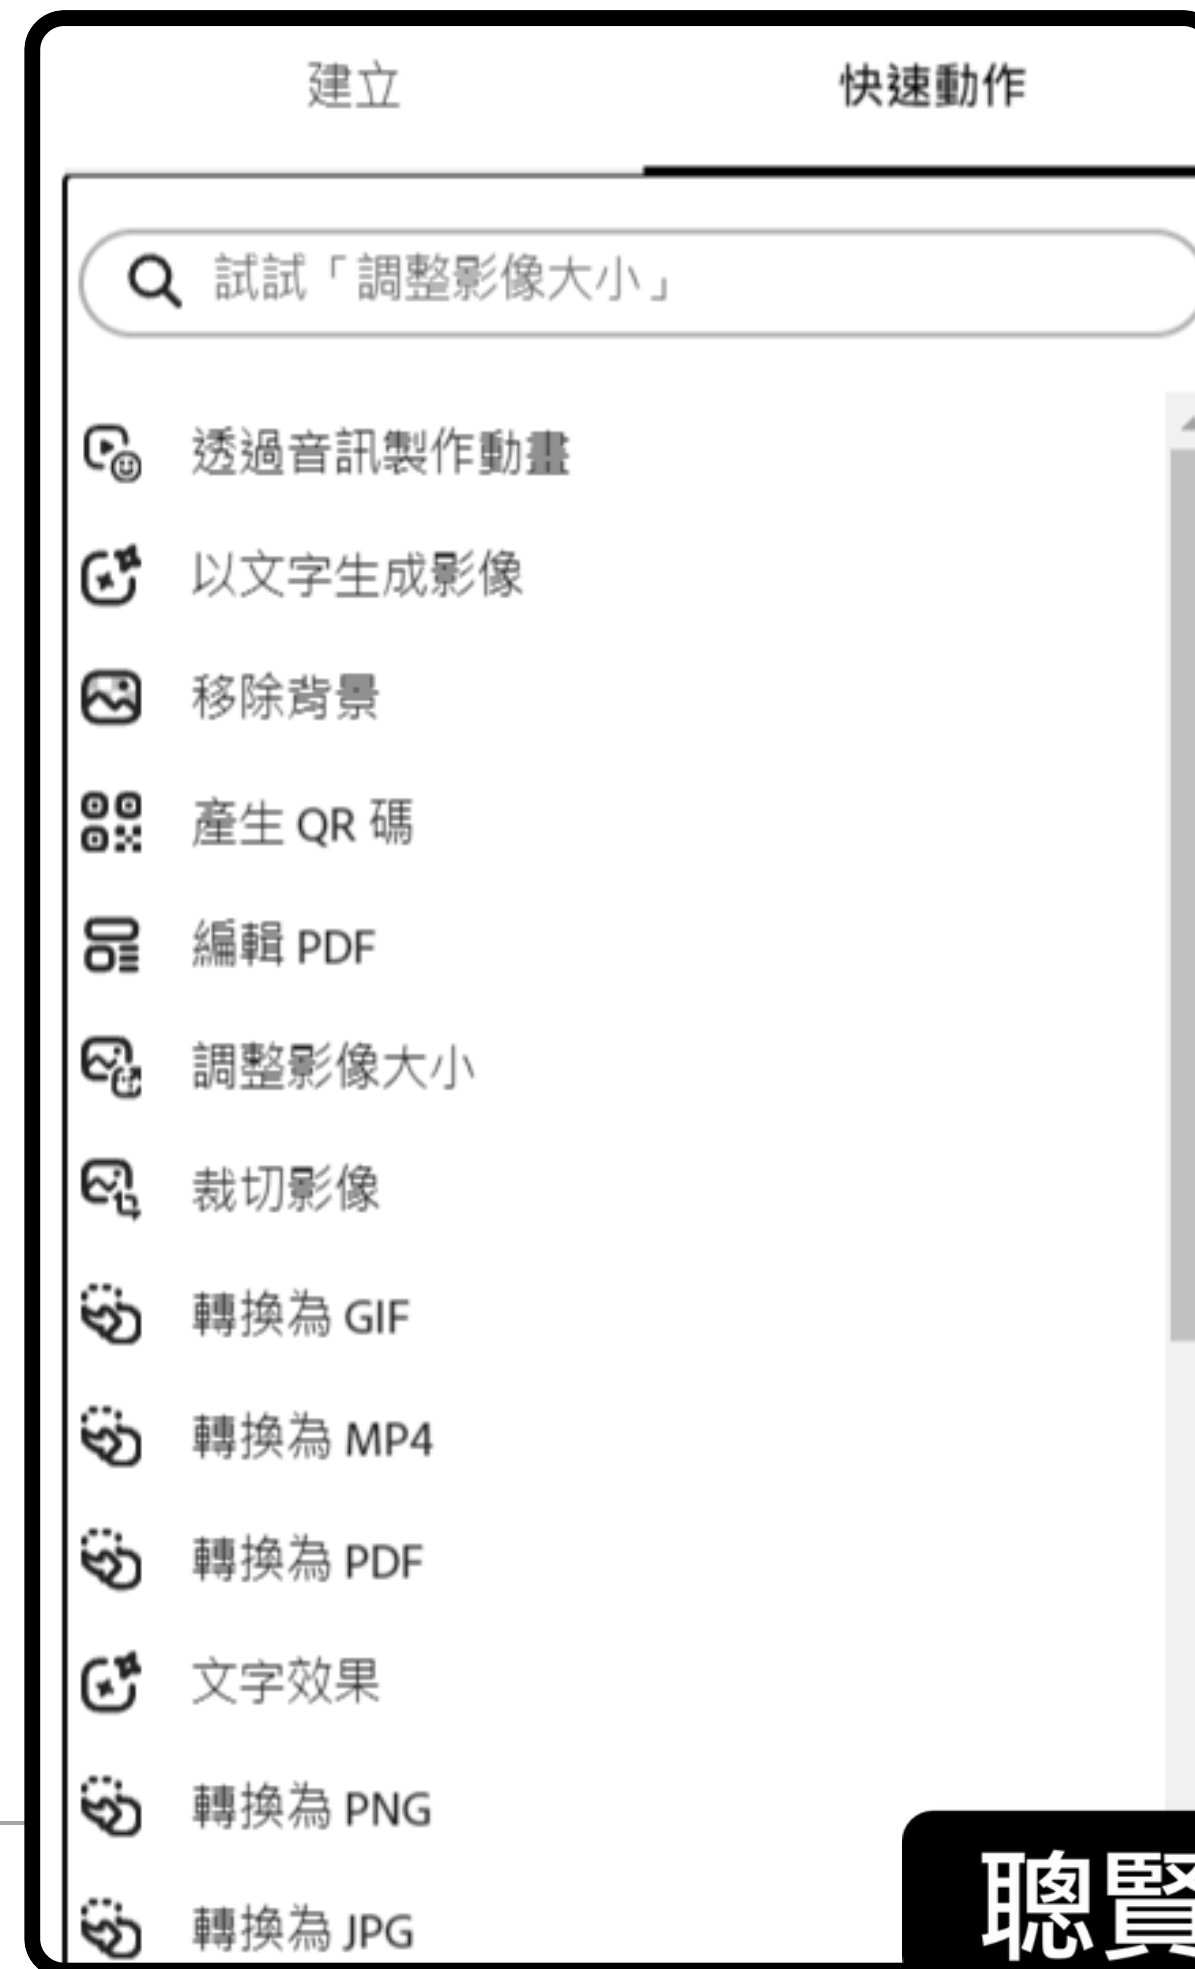 建立
快速動作
試試「調整影像大小」
透過音訊製作動畫
以文字生成影像
移除背景
產生 QR 碼
編輯 PDF
調整影像大小
裁切影像
轉換為 GIF
轉換為 MP4
轉換為 PDF
文字效果
轉換為 PNG
轉換為 JPG
聰賢